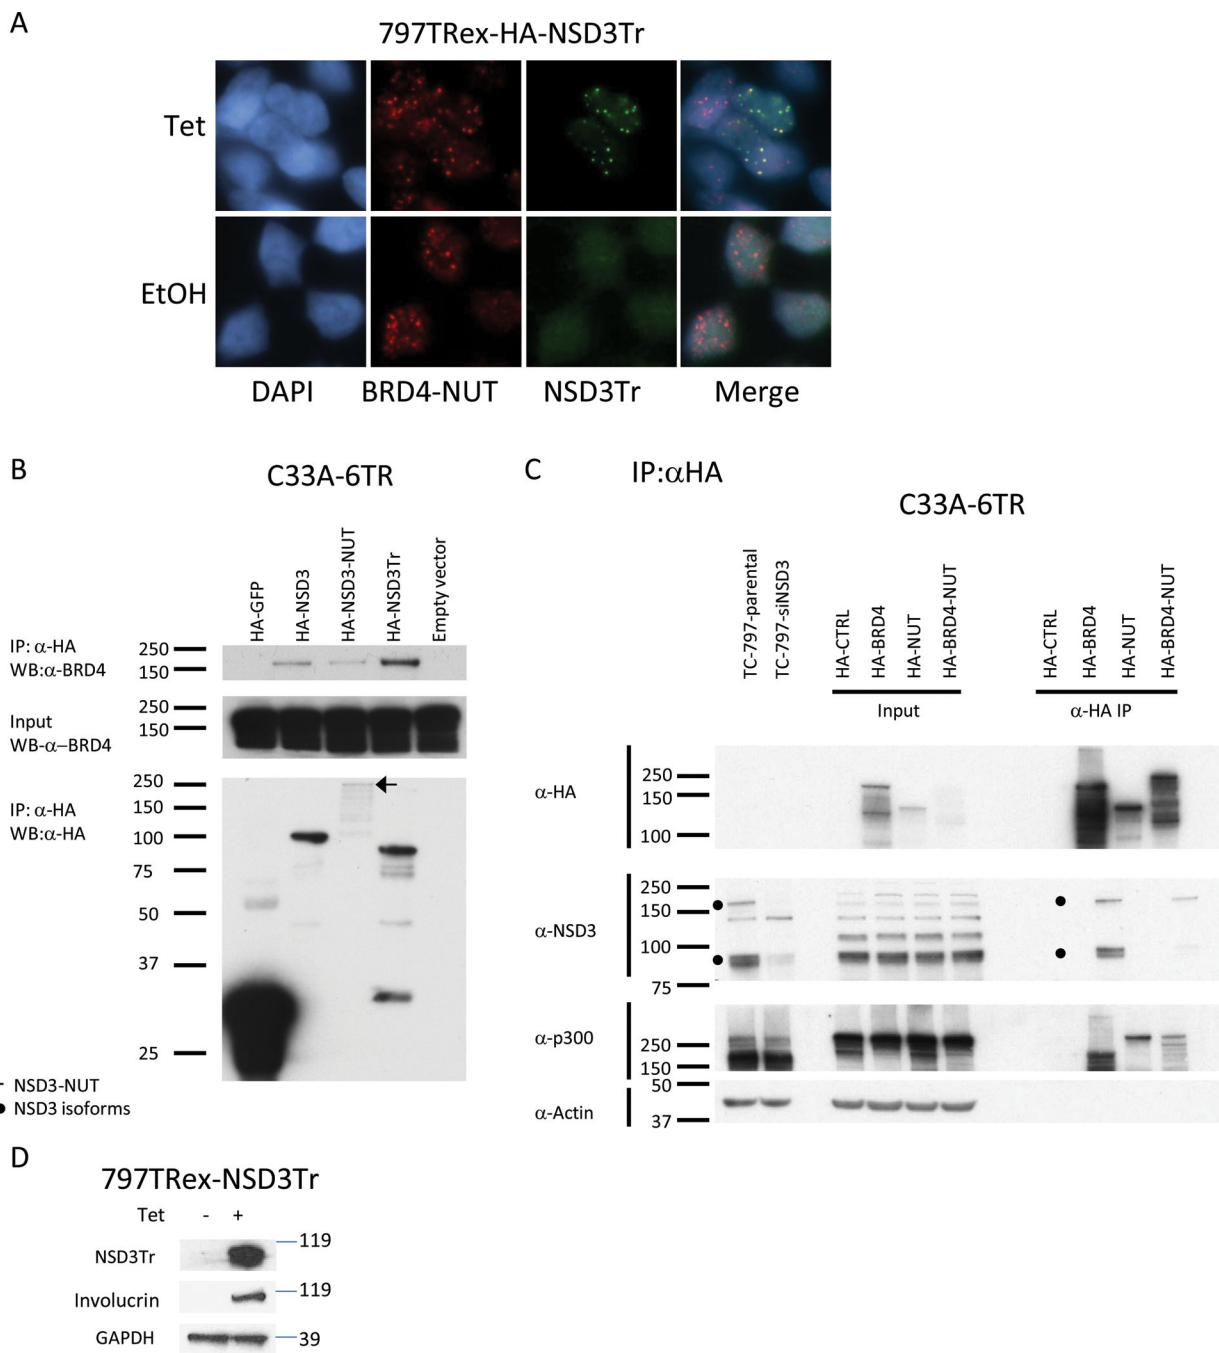 A
797TRex-HA-NSD3Tr
Tet
EtOH
DAPI BRD4-NUT NSD3Tr Merge
B
C33A-6TR
HA-GFP
HA-NSD3
HA-NSD3-NUT
HA-NSD3Tr
Empty vector
IP: α-HA
WB:α-BRD4
250
150
Input
WB-α–BRD4
250
150
IP: α-HA
WB:α-HA
250
150
100
75
50
37
25
NSD3-NUT
NSD3 isoforms
C
IP:αHA
C33A-6TR
TC-797-parental
TC-797-siNSD3
HA-CTRL
HA-BRD4
HA-NUT
HA-BRD4-NUT
HA-CTRL
HA-BRD4
HA-NUT
HA-BRD4-NUT
Input
α-HA IP
α-HA
250
150
100
α-NSD3
250
150
100
75
α-p300
250
150
α-Actin
50
37
D
797TRex-NSD3Tr
Tet - +
NSD3Tr 119
Involucrin 119
GAPDH 39